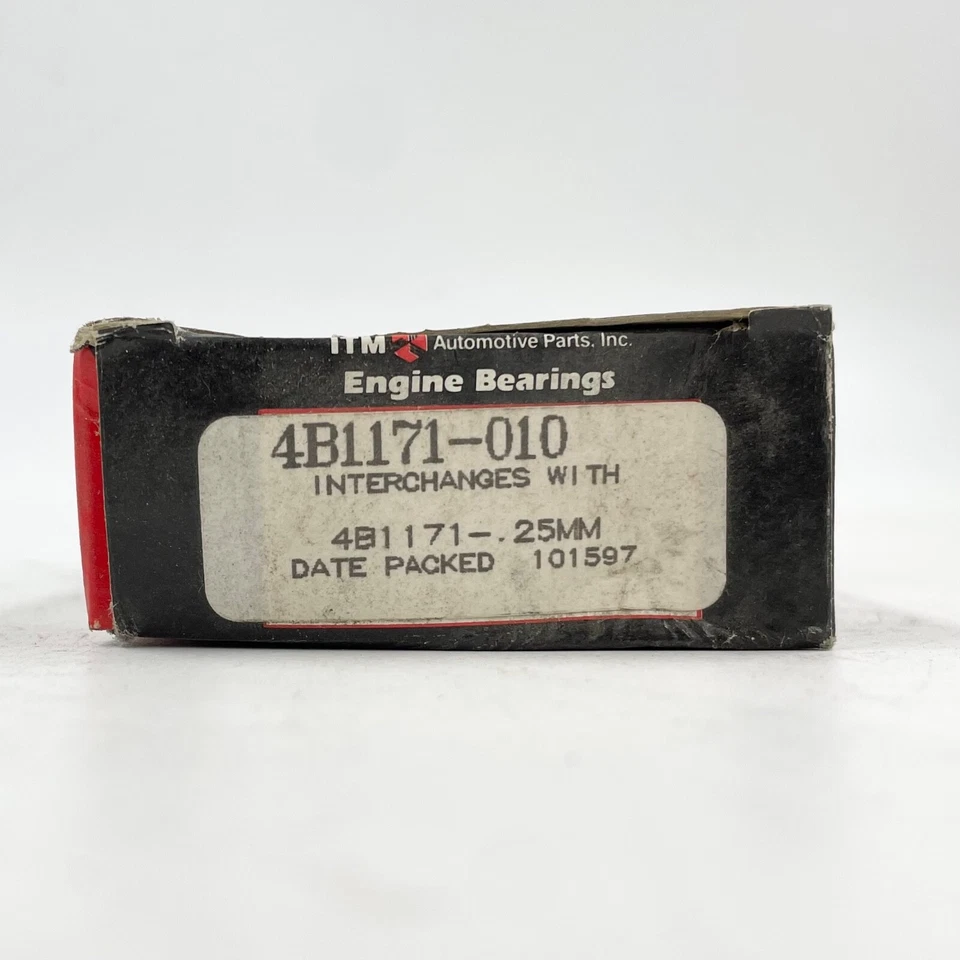 ITM Automotive Parts, Inc.
Engine Bearings
4B1171-010
INTERCHANGES WITH
4B1171-.25MM
DATE PACKED 101597